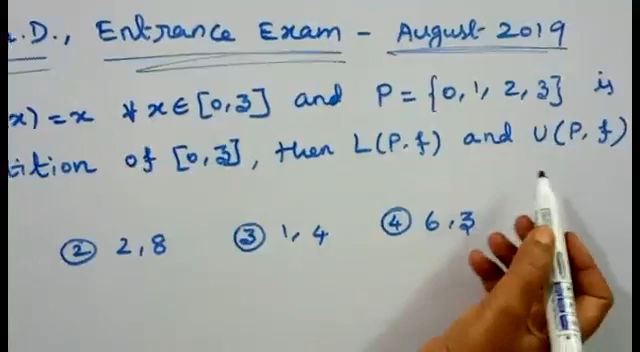 .D., Entrance Exam - August 2019
x) = x ∀ x ∈ [0,3] and P = {0, 1, 2, 3} is
tition of [0,3], then L(P, f) and U(P, f)
② 2, 8 ③ 1, 4 ④ 6, 3